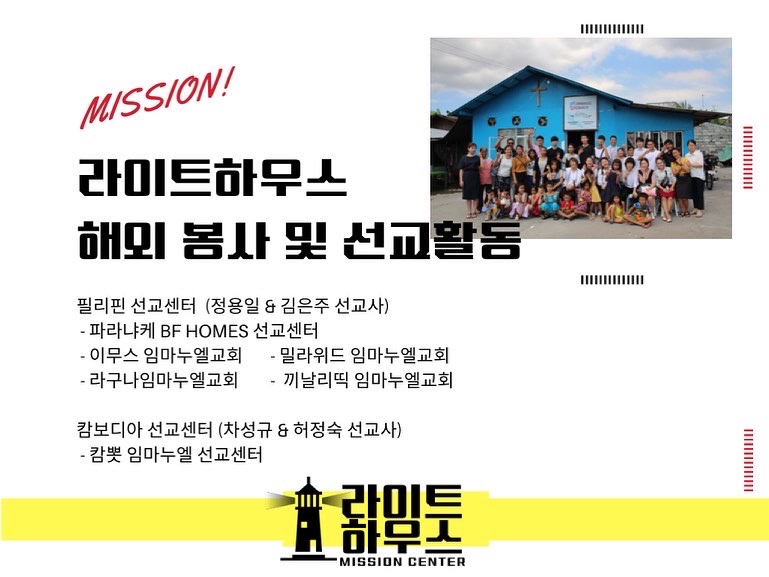 MISSION!
라이트하우스
해외 봉사 및 선교활동
필리핀 선교센터 (정용일 & 김은주 선교사)
- 파라냐케 BF HOMES 선교센터
- 이무스 임마누엘교회 - 밀라위드 임마누엘교회
- 라구나임마누엘교회 - 끼날리띡 임마누엘교회
캄보디아 선교센터 (차성규 & 허정숙 선교사)
- 캄뽓 임마누엘 선교센터
라이트
하우스
MISSION CENTER